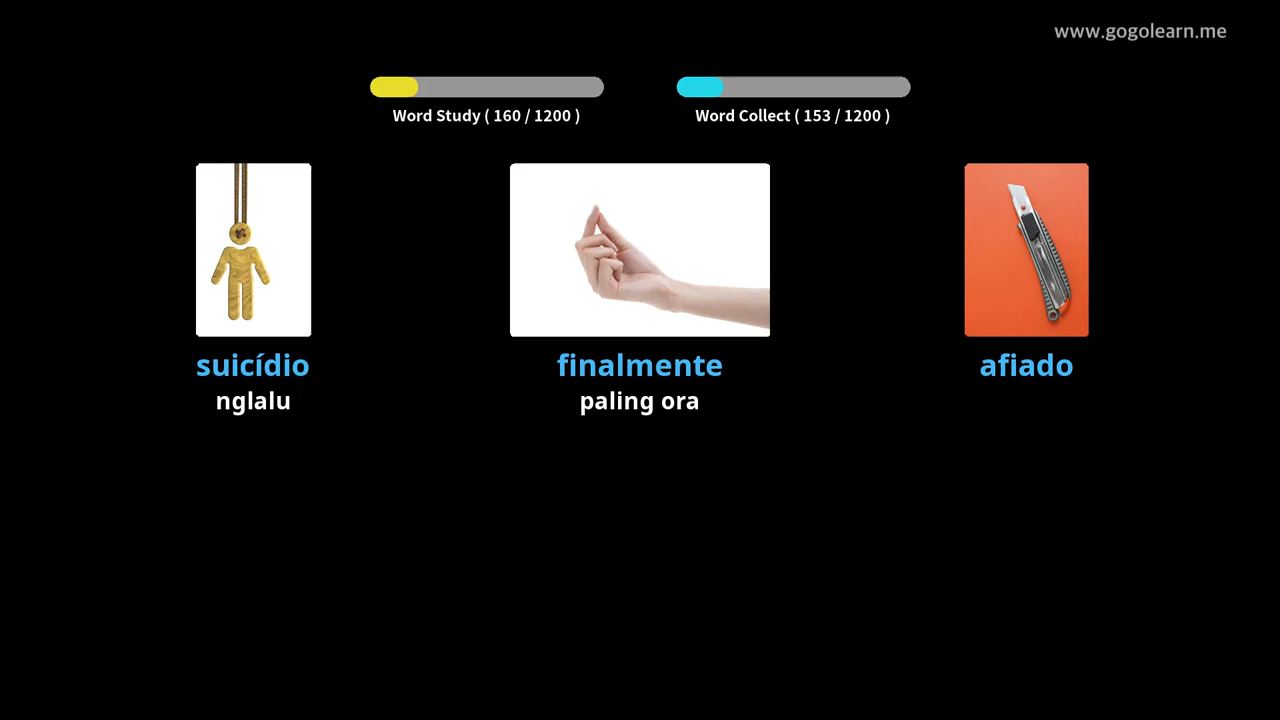 www.gogolearn.me
Word Study ( 160 / 1200 )
Word Collect ( 153 / 1200 )
suicídio
nglalu
finalmente
paling ora
afiado